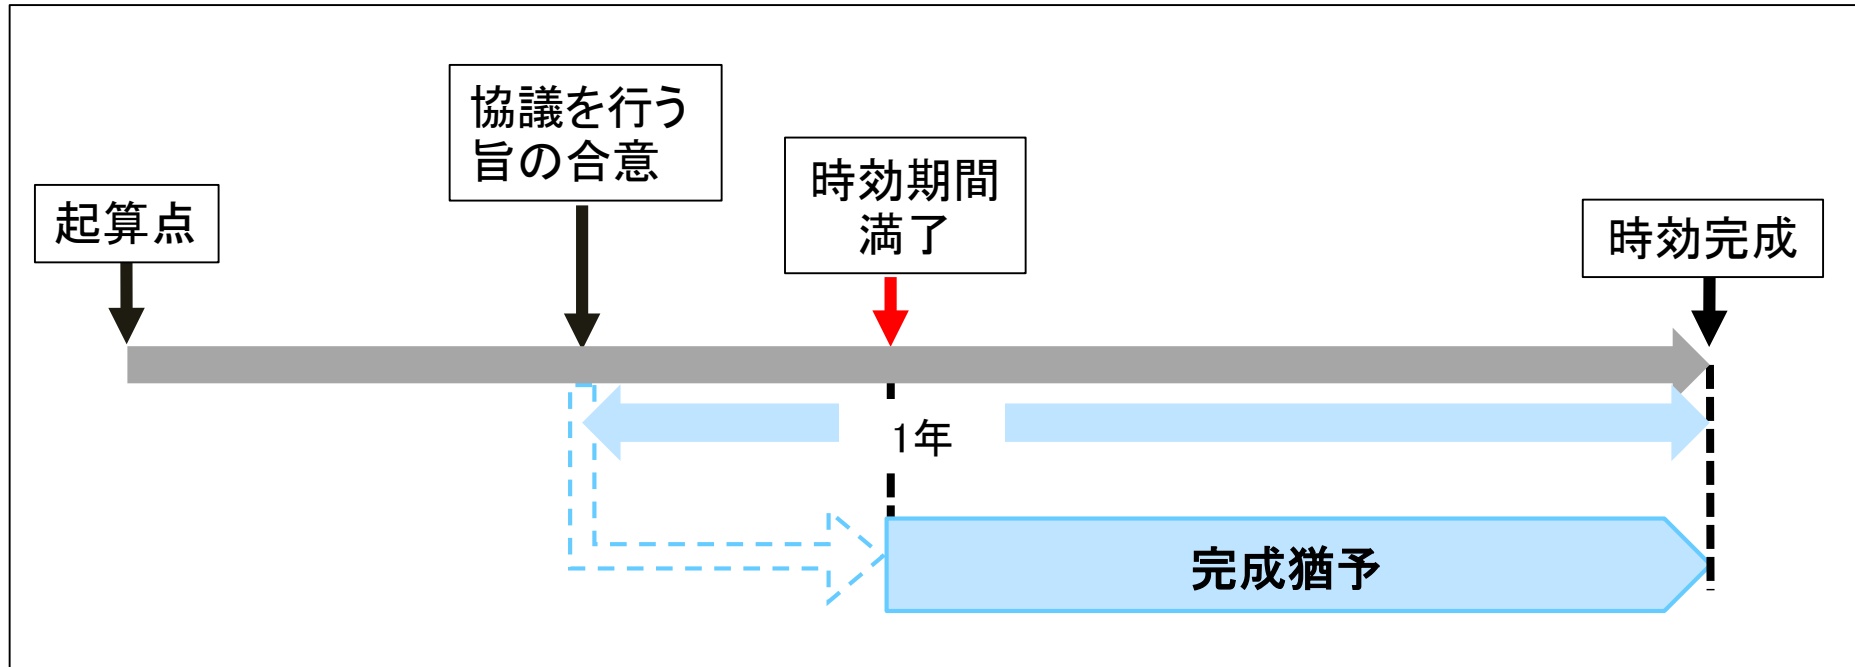 起算点
協議を行う
旨の合意
時効期間
満了
時効完成
1年
完成猶予